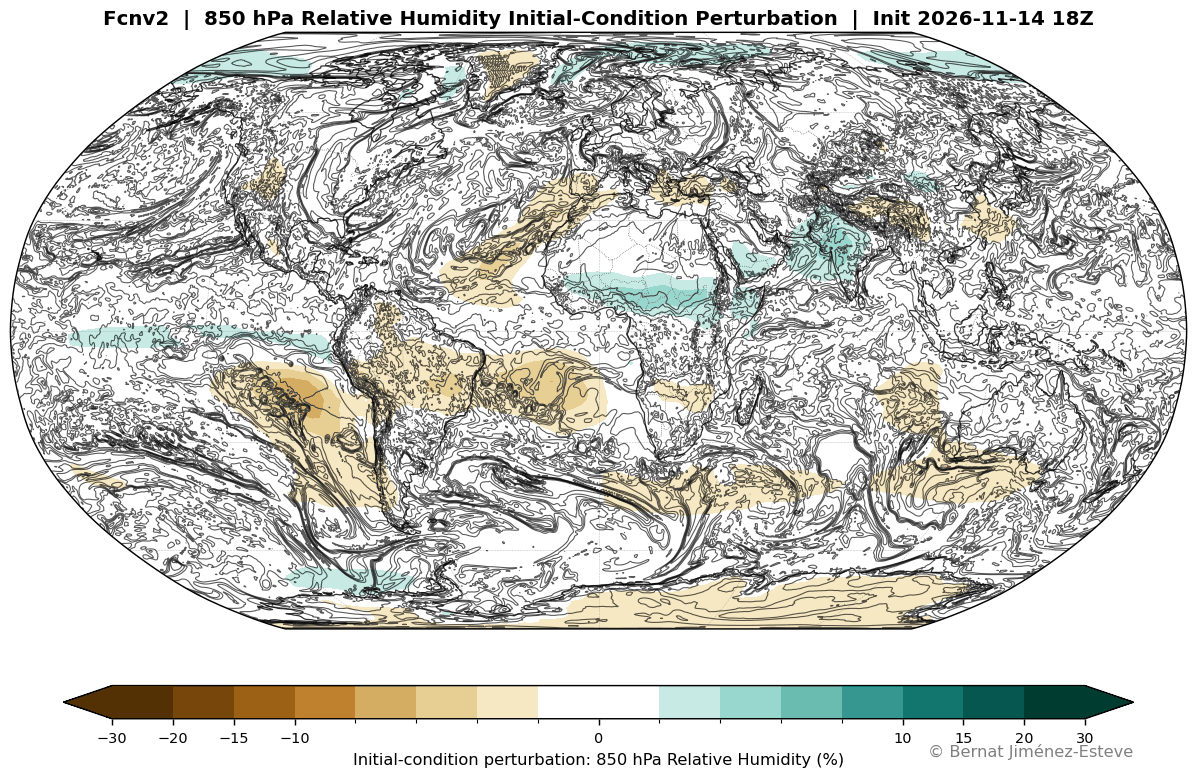 Fcnv2 | 850 hPa Relative Humidity Initial-Condition Perturbation | Init 2026-11-14 18Z
−30 −20 −15 −10 0 10 15 20 30
Initial-condition perturbation: 850 hPa Relative Humidity (%)
© Bernat Jiménez-Esteve